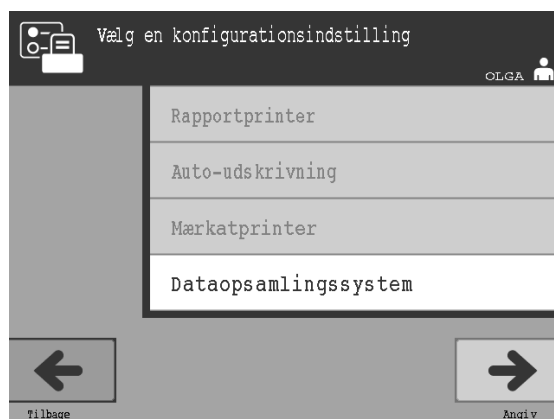 Vælg en konfigurationsindstilling
OLGA
Rapportprinter
Auto-udskrivning
Mærkatprinter
Dataopsamlingssystem
Tilbage
Angiv